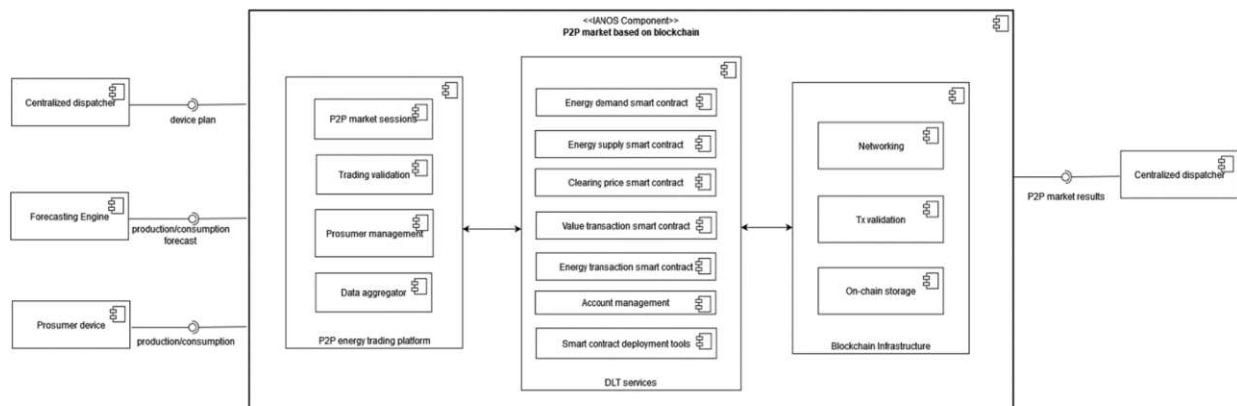 <<IANOS Component>>
P2P market based on blockchain
Centralized dispatcher
device plan
Forecasting Engine
production/consumption
forecast
Prosumer device
production/consumption
P2P market sessions
Trading validation
Prosumer management
Data aggregator
P2P energy trading platform
Energy demand smart contract
Energy supply smart contract
Clearing price smart contract
Value transaction smart contract
Energy transaction smart contract
Account management
Smart contract deployment tools
DLT services
Networking
Tx validation
On-chain storage
Blockchain Infrastructure
P2P market results
Centralized dispatcher